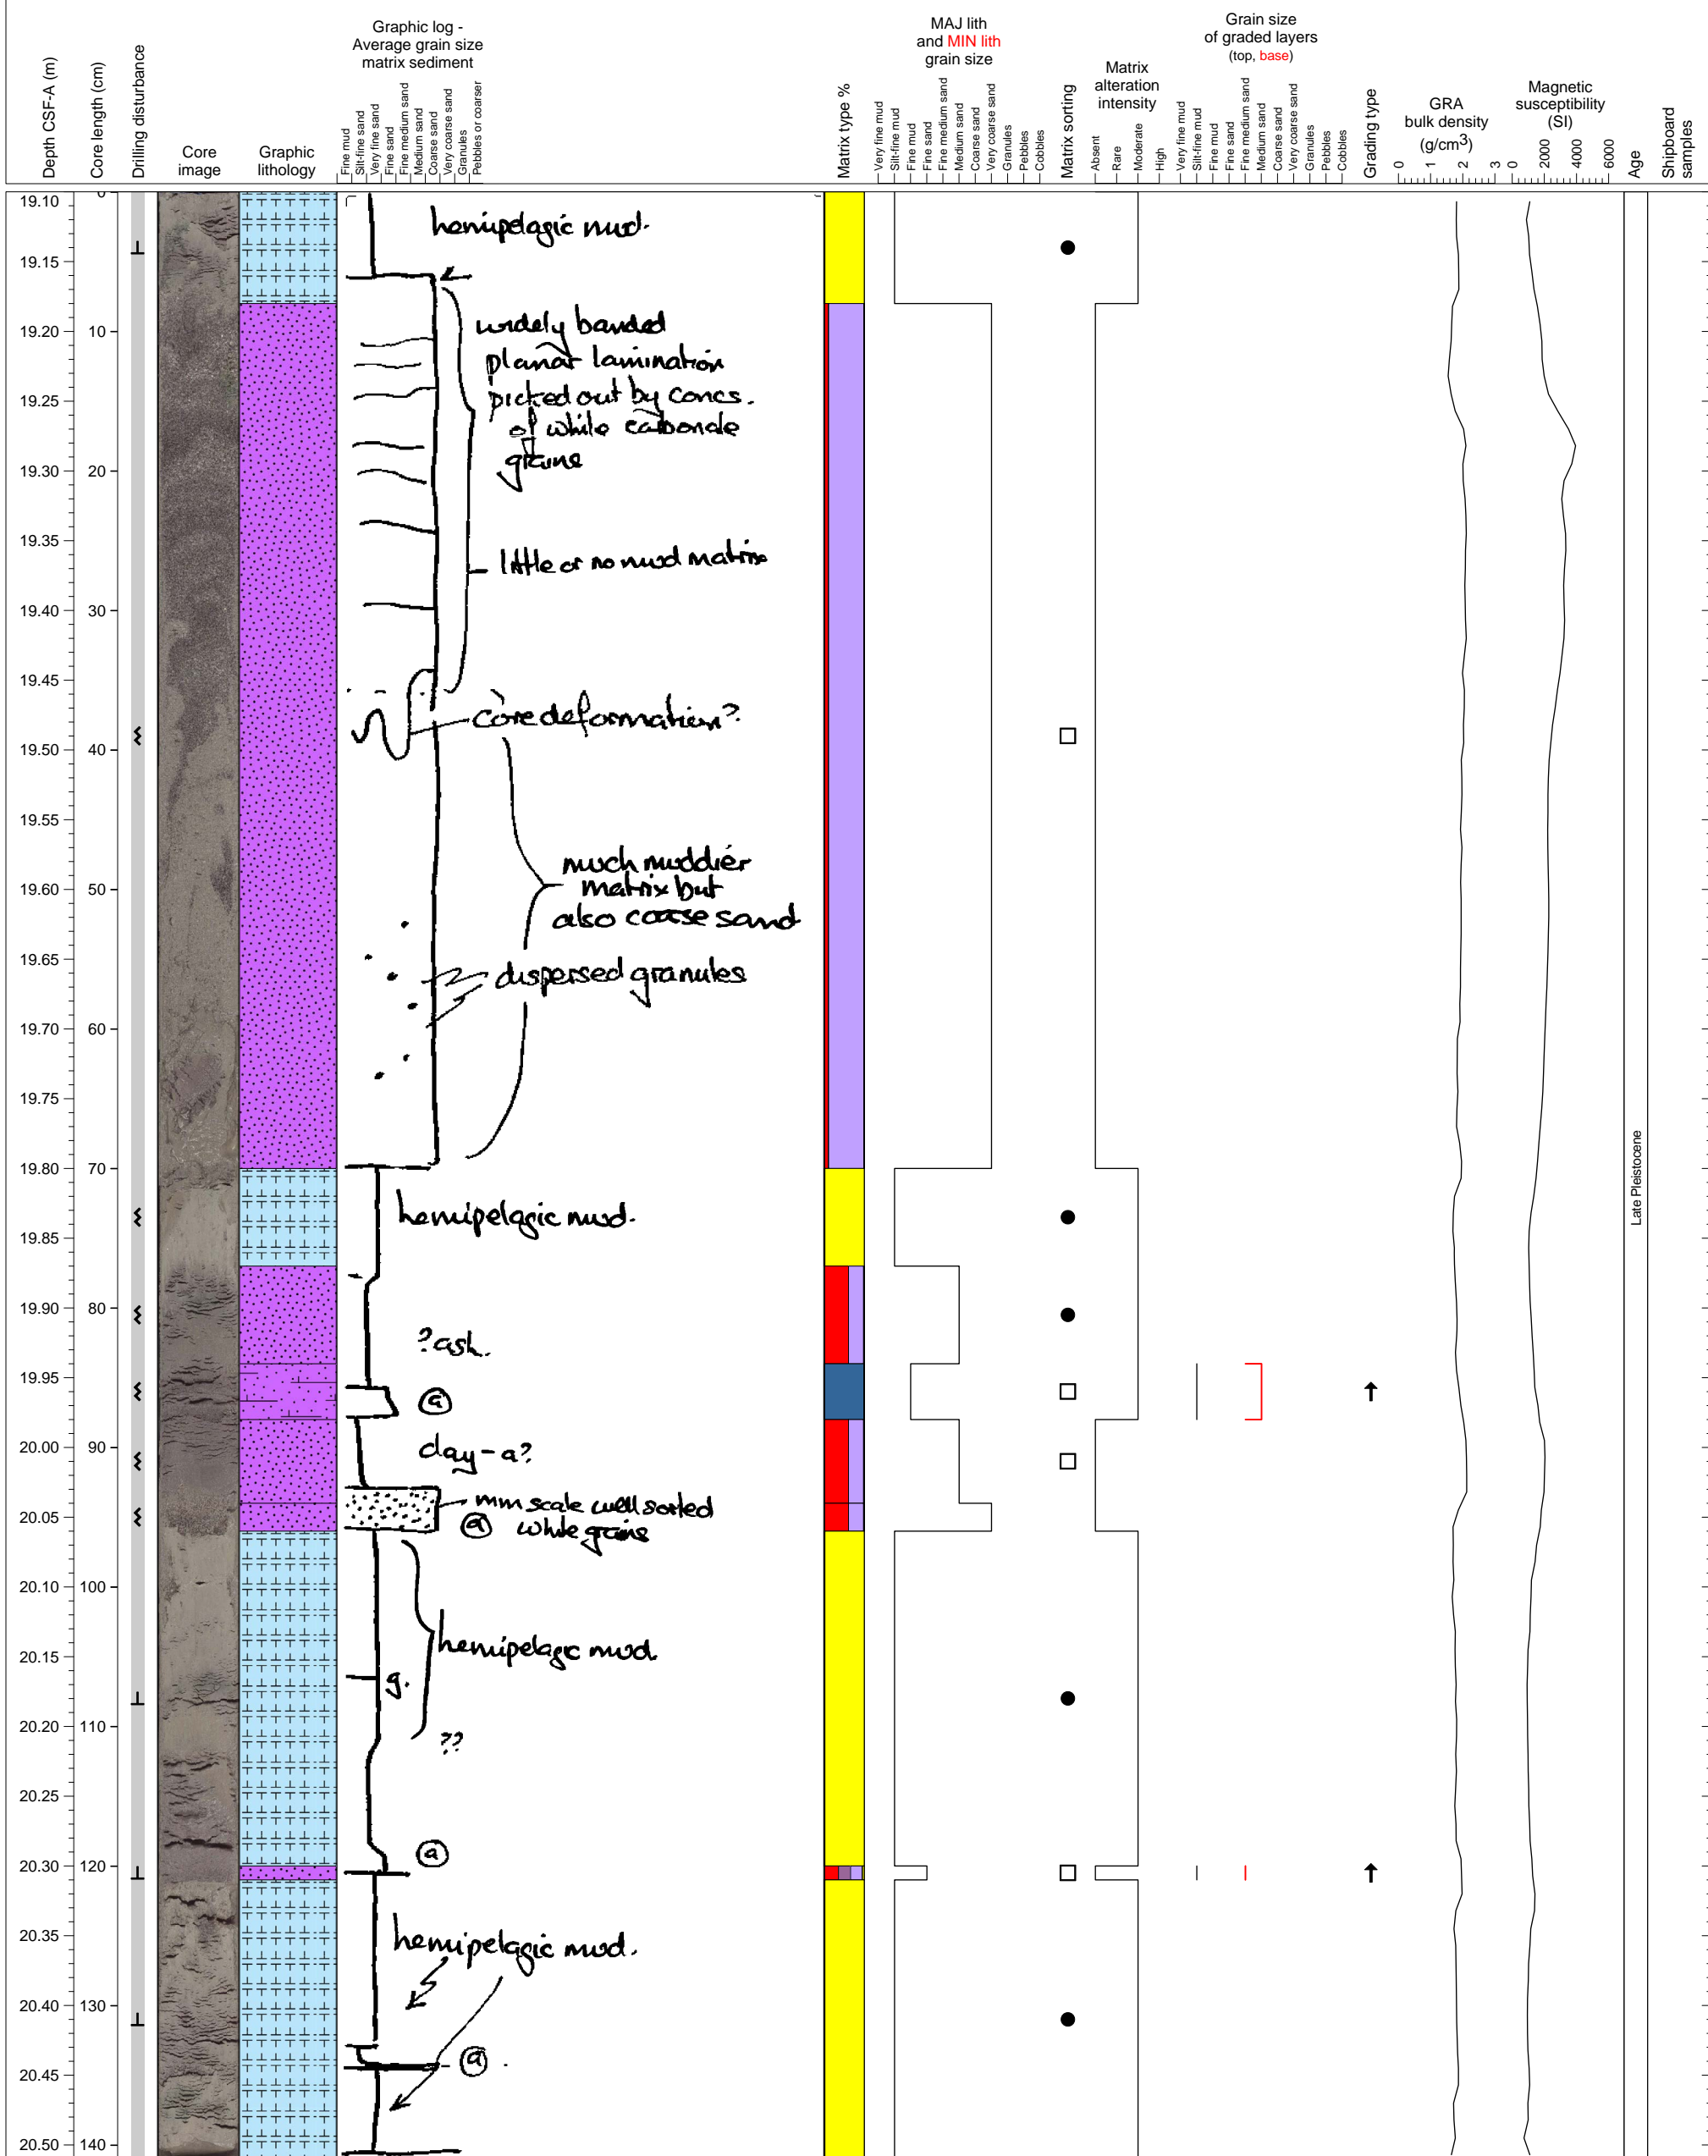 Depth CSF-A (m)
Core length (cm)
Drilling disturbance
Core
image
Graphic
lithology
Graphic log -
Average grain size
matrix sediment
Fine mud
Silt-fine sand
Very fine sand
Fine sand
Fine medium sand
Medium sand
Coarse sand
Very coarse sand
Granules
Pebbles or coarser
Matrix type %
MAJ lith
and MIN lith
grain size
Very fine mud
Silt-fine mud
Fine mud
Fine sand
Fine medium sand
Medium sand
Coarse sand
Very coarse sand
Granules
Pebbles
Cobbles
Matrix sorting
Matrix
alteration
intensity
Absent
Rare
Moderate
High
Grain size
of graded layers
(top, base)
Very fine mud
Silt-fine mud
Fine mud
Fine sand
Fine medium sand
Medium sand
Coarse sand
Very coarse sand
Granules
Pebbles
Cobbles
Grading type
GRA
bulk density
(g/cm3)
0 1 2 3
Magnetic
susceptibility
(SI)
0 2000 4000 6000
Age
Shipboard
samples
19.10 0
19.15
19.20 10
19.25
19.30 20
19.35
19.40 30
19.45
19.50 40
19.55
19.60 50
19.65
19.70 60
19.75
19.80 70
19.85
19.90 80
19.95
20.00 90
20.05
20.10 100
20.15
20.20 110
20.25
20.30 120
20.35
20.40 130
20.45
20.50 140
hemipelagic mud.
widely banded
planar lamination
picked out by concs.
of white carbonate
grains
little or no mud matrix
core deformation?
much muddier
matrix but
also coarse sand
dispersed granules
hemipelagic mud.
?ash.
a
clay-a?
mm scale well sorted
a white grains
hemipelagic mud
g.
??
a
hemipelagic mud.
a
Late Pleistocene